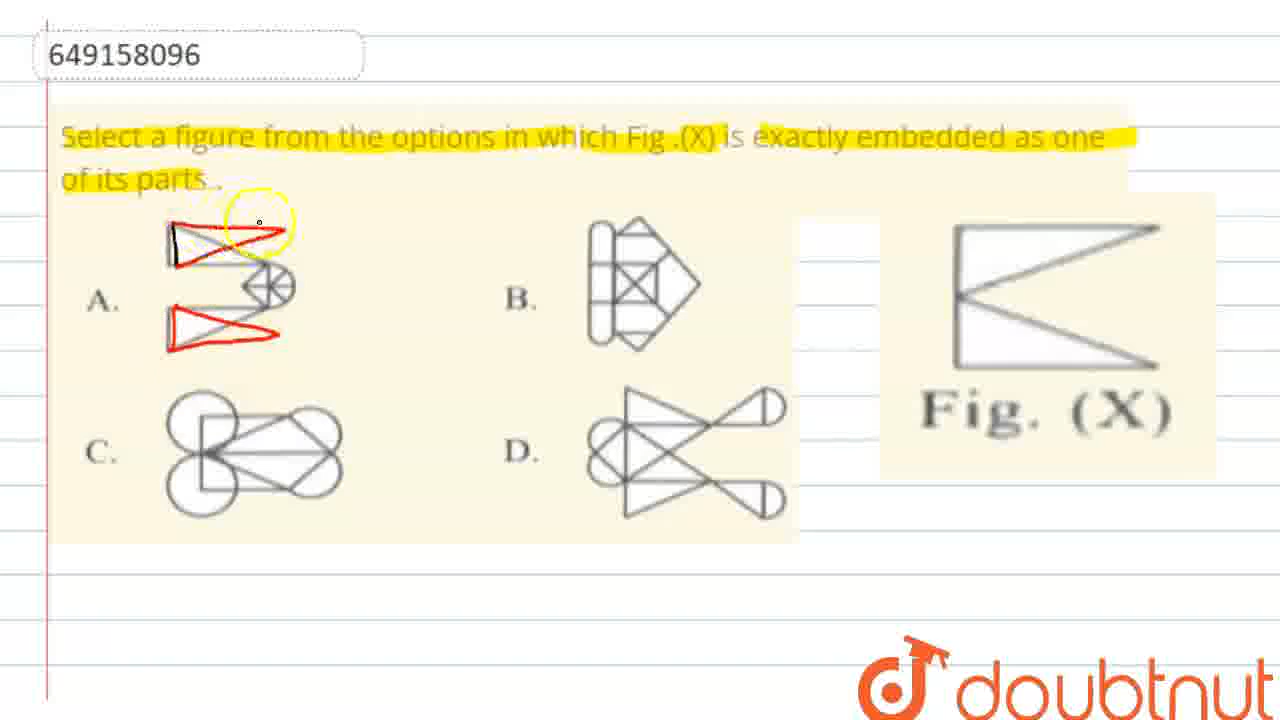 649158096
Select a figure from the options in which Fig .(X) is exactly embedded as one
of its parts .
A.
B.
C.
D.
Fig. (X)
doubtnut